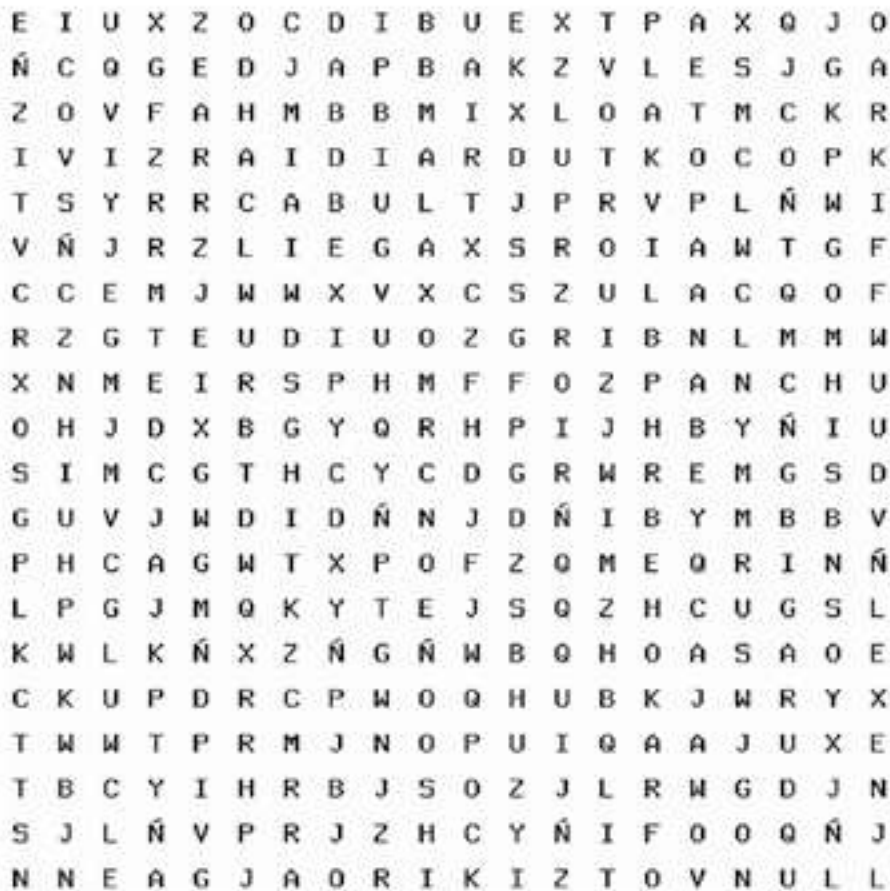 E I U X Z O C D I B U E X T P A X Q J O
Ñ C Q G E D J A P B A K Z V L E S J G A
Z O V F A H M B B M I X L O A T M C K R
I V I Z R A I D I A R D U T K O C O P K
T S Y R R C A B U L T J P R V P L Ñ W I
V Ñ J R Z L I E G A X S R O I A W T G F
C C E M J W W X V X C S Z U L A C Q O F
R Z G T E U D I U O Z G R I B N L M M W
X N M E I R S P H M F F O Z P A N C H U
O H J D X B G Y Q R H P I J H B Y Ñ I U
S I M C G T H C Y C D G R W R E M G S D
G U V J W D I D Ñ N J D Ñ I B Y M B B V
P H C A G W T X P O F Z Q M E Q R I N Ñ
L P G J M Q K Y T E J S Q Z H C U G S L
K W L K Ñ X Z Ñ G Ñ W B Q H O A S A O E
C K U P D R C P W O Q H U B K J W R Y X
T W W T P R M J N O P U I Q A A J U X E
T B C Y I H R B J S O Z J L R W G D J N
S J L Ñ V P R J Z H C Y Ñ I F O O Q Ñ J
N N E A G J A O R I K I Z T O V N U L L